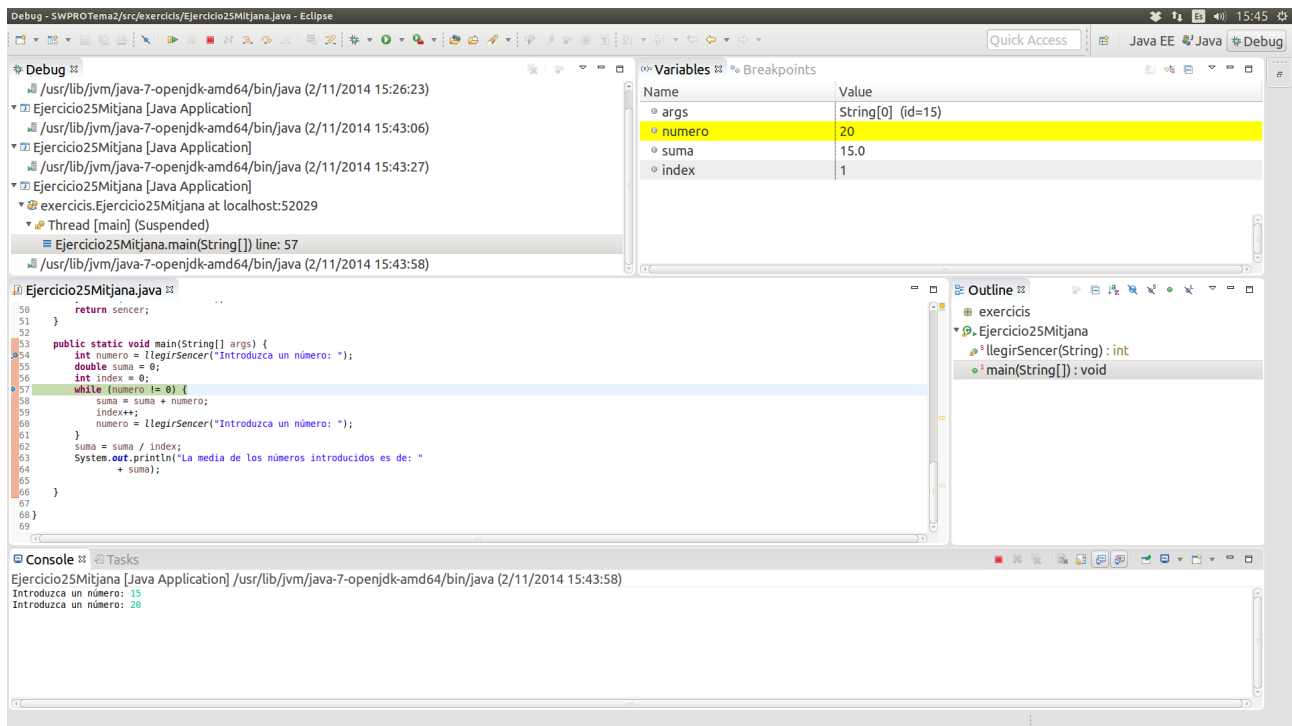 Debug - SWPROTema2/src/exercicis/Ejercicio25Mitjana.java - Eclipse
Es 15:45
Quick Access Java EE Java Debug
Debug
/usr/lib/jvm/java-7-openjdk-amd64/bin/java (2/11/2014 15:26:23)
Ejercicio25Mitjana [Java Application]
/usr/lib/jvm/java-7-openjdk-amd64/bin/java (2/11/2014 15:43:06)
Ejercicio25Mitjana [Java Application]
/usr/lib/jvm/java-7-openjdk-amd64/bin/java (2/11/2014 15:43:27)
Ejercicio25Mitjana [Java Application]
exercicis.Ejercicio25Mitjana at localhost:52029
Thread [main] (Suspended)
Ejercicio25Mitjana.main(String[]) line: 57
/usr/lib/jvm/java-7-openjdk-amd64/bin/java (2/11/2014 15:43:58)
Variables Breakpoints
Name Value
args String[0] (id=15)
numero 20
suma 15.0
index 1
Ejercicio25Mitjana.java
50 return sencer;
51 }
52
53 public static void main(String[] args) {
54 int numero = llegirSencer("Introduzca un número: ");
55 double suma = 0;
56 int index = 0;
57 while (numero != 0) {
58 suma = suma + numero;
59 index++;
60 numero = llegirSencer("Introduzca un número: ");
61 }
62 suma = suma / index;
63 System.out.println("La media de los números introducidos es de: "
64 + suma);
65
66 }
67
68 }
69
Outline
exercicis
Ejercicio25Mitjana
S llegirSencer(String) : int
S main(String[]) : void
Console Tasks
Ejercicio25Mitjana [Java Application] /usr/lib/jvm/java-7-openjdk-amd64/bin/java (2/11/2014 15:43:58)
Introduzca un número: 15
Introduzca un número: 20